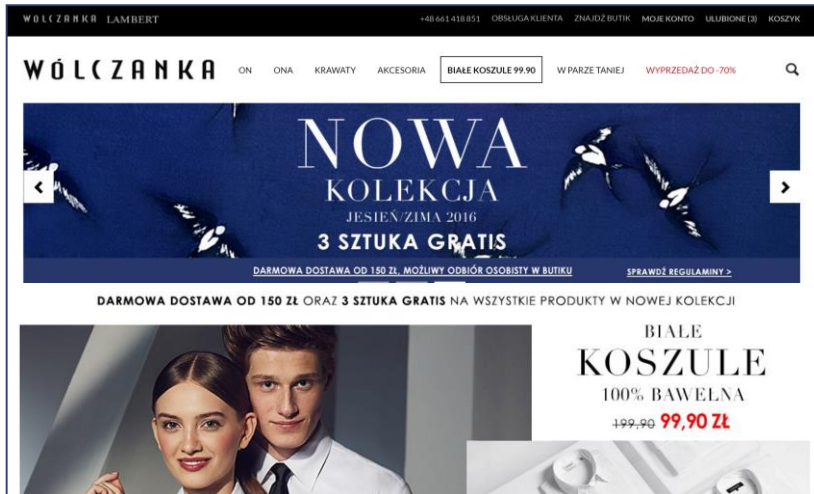 WÓLCZANKA LAMBERT
+48 661 418 851 OBSŁUGA KLIENTA ZNAJDŹ BUTIK MOJE KONTO ULUBIONE (3) KOSZYK
WÓLCZANKA ON ONA KRAWATY AKCESORIA BIAŁE KOSZULE 99.90 W PARZE TANIEJ WYPRZEDAŻ DO -70%
NOWA
KOLEKCJA
JESIEŃ/ZIMA 2016
3 SZTUKA GRATIS
DARMOWA DOSTAWA OD 150 ZŁ, MOŻLIWY ODBIÓR OSOBISTY W BUTIKU SPRAWDŹ REGULAMINY >
DARMOWA DOSTAWA OD 150 ZŁ ORAZ 3 SZTUKA GRATIS NA WSZYSTKIE PRODUKTY W NOWEJ KOLEKCJI
BIAŁE
KOSZULE
100% BAWEŁNA
199,90 99,90 ZŁ